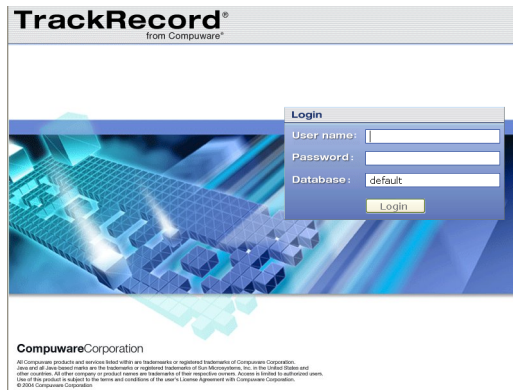 TrackRecord®
from Compuware®
Login
User name:
Password:
Database: default
Login
CompuwareCorporation
All Compuware products and services listed within are trademarks or registered trademarks of Compuware Corporation.
Java and all Java-based marks are the trademarks or registered trademarks of Sun Microsystems, Inc. in the United States and
other countries. All other company or product names are trademarks of their respective owners. Access is limited to authorized users.
Use of this product is subject to the terms and conditions of the user's License Agreement with Compuware Corporation.
© 2004 Compuware Corporation